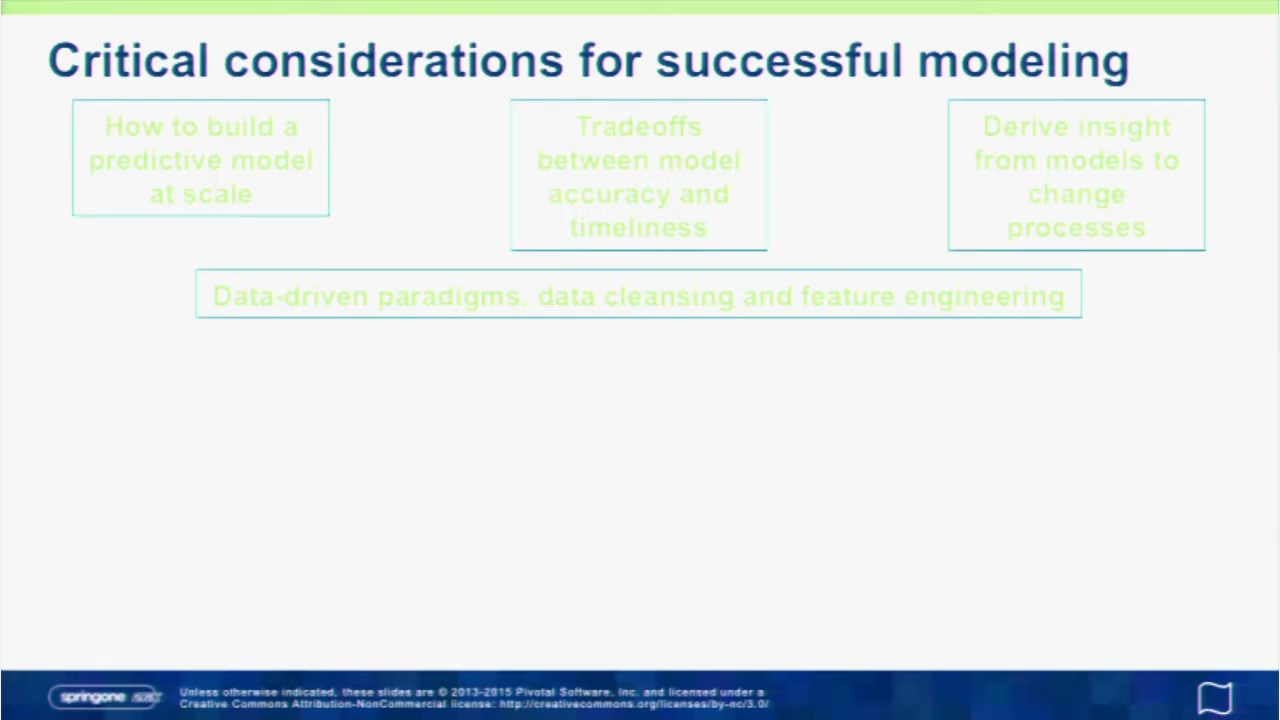 Critical considerations for successful modeling
How to build a
predictive model
at scale
Tradeoffs
between model
accuracy and
timeliness
Derive insight
from models to
change
processes
Data-driven paradigms, data cleansing and feature engineering
springone
Unless otherwise indicated, these slides are © 2013-2015 Pivotal Software, Inc. and licensed under a
Creative Commons Attribution-NonCommercial license: http://creativecommons.org/licenses/by-nc/3.0/